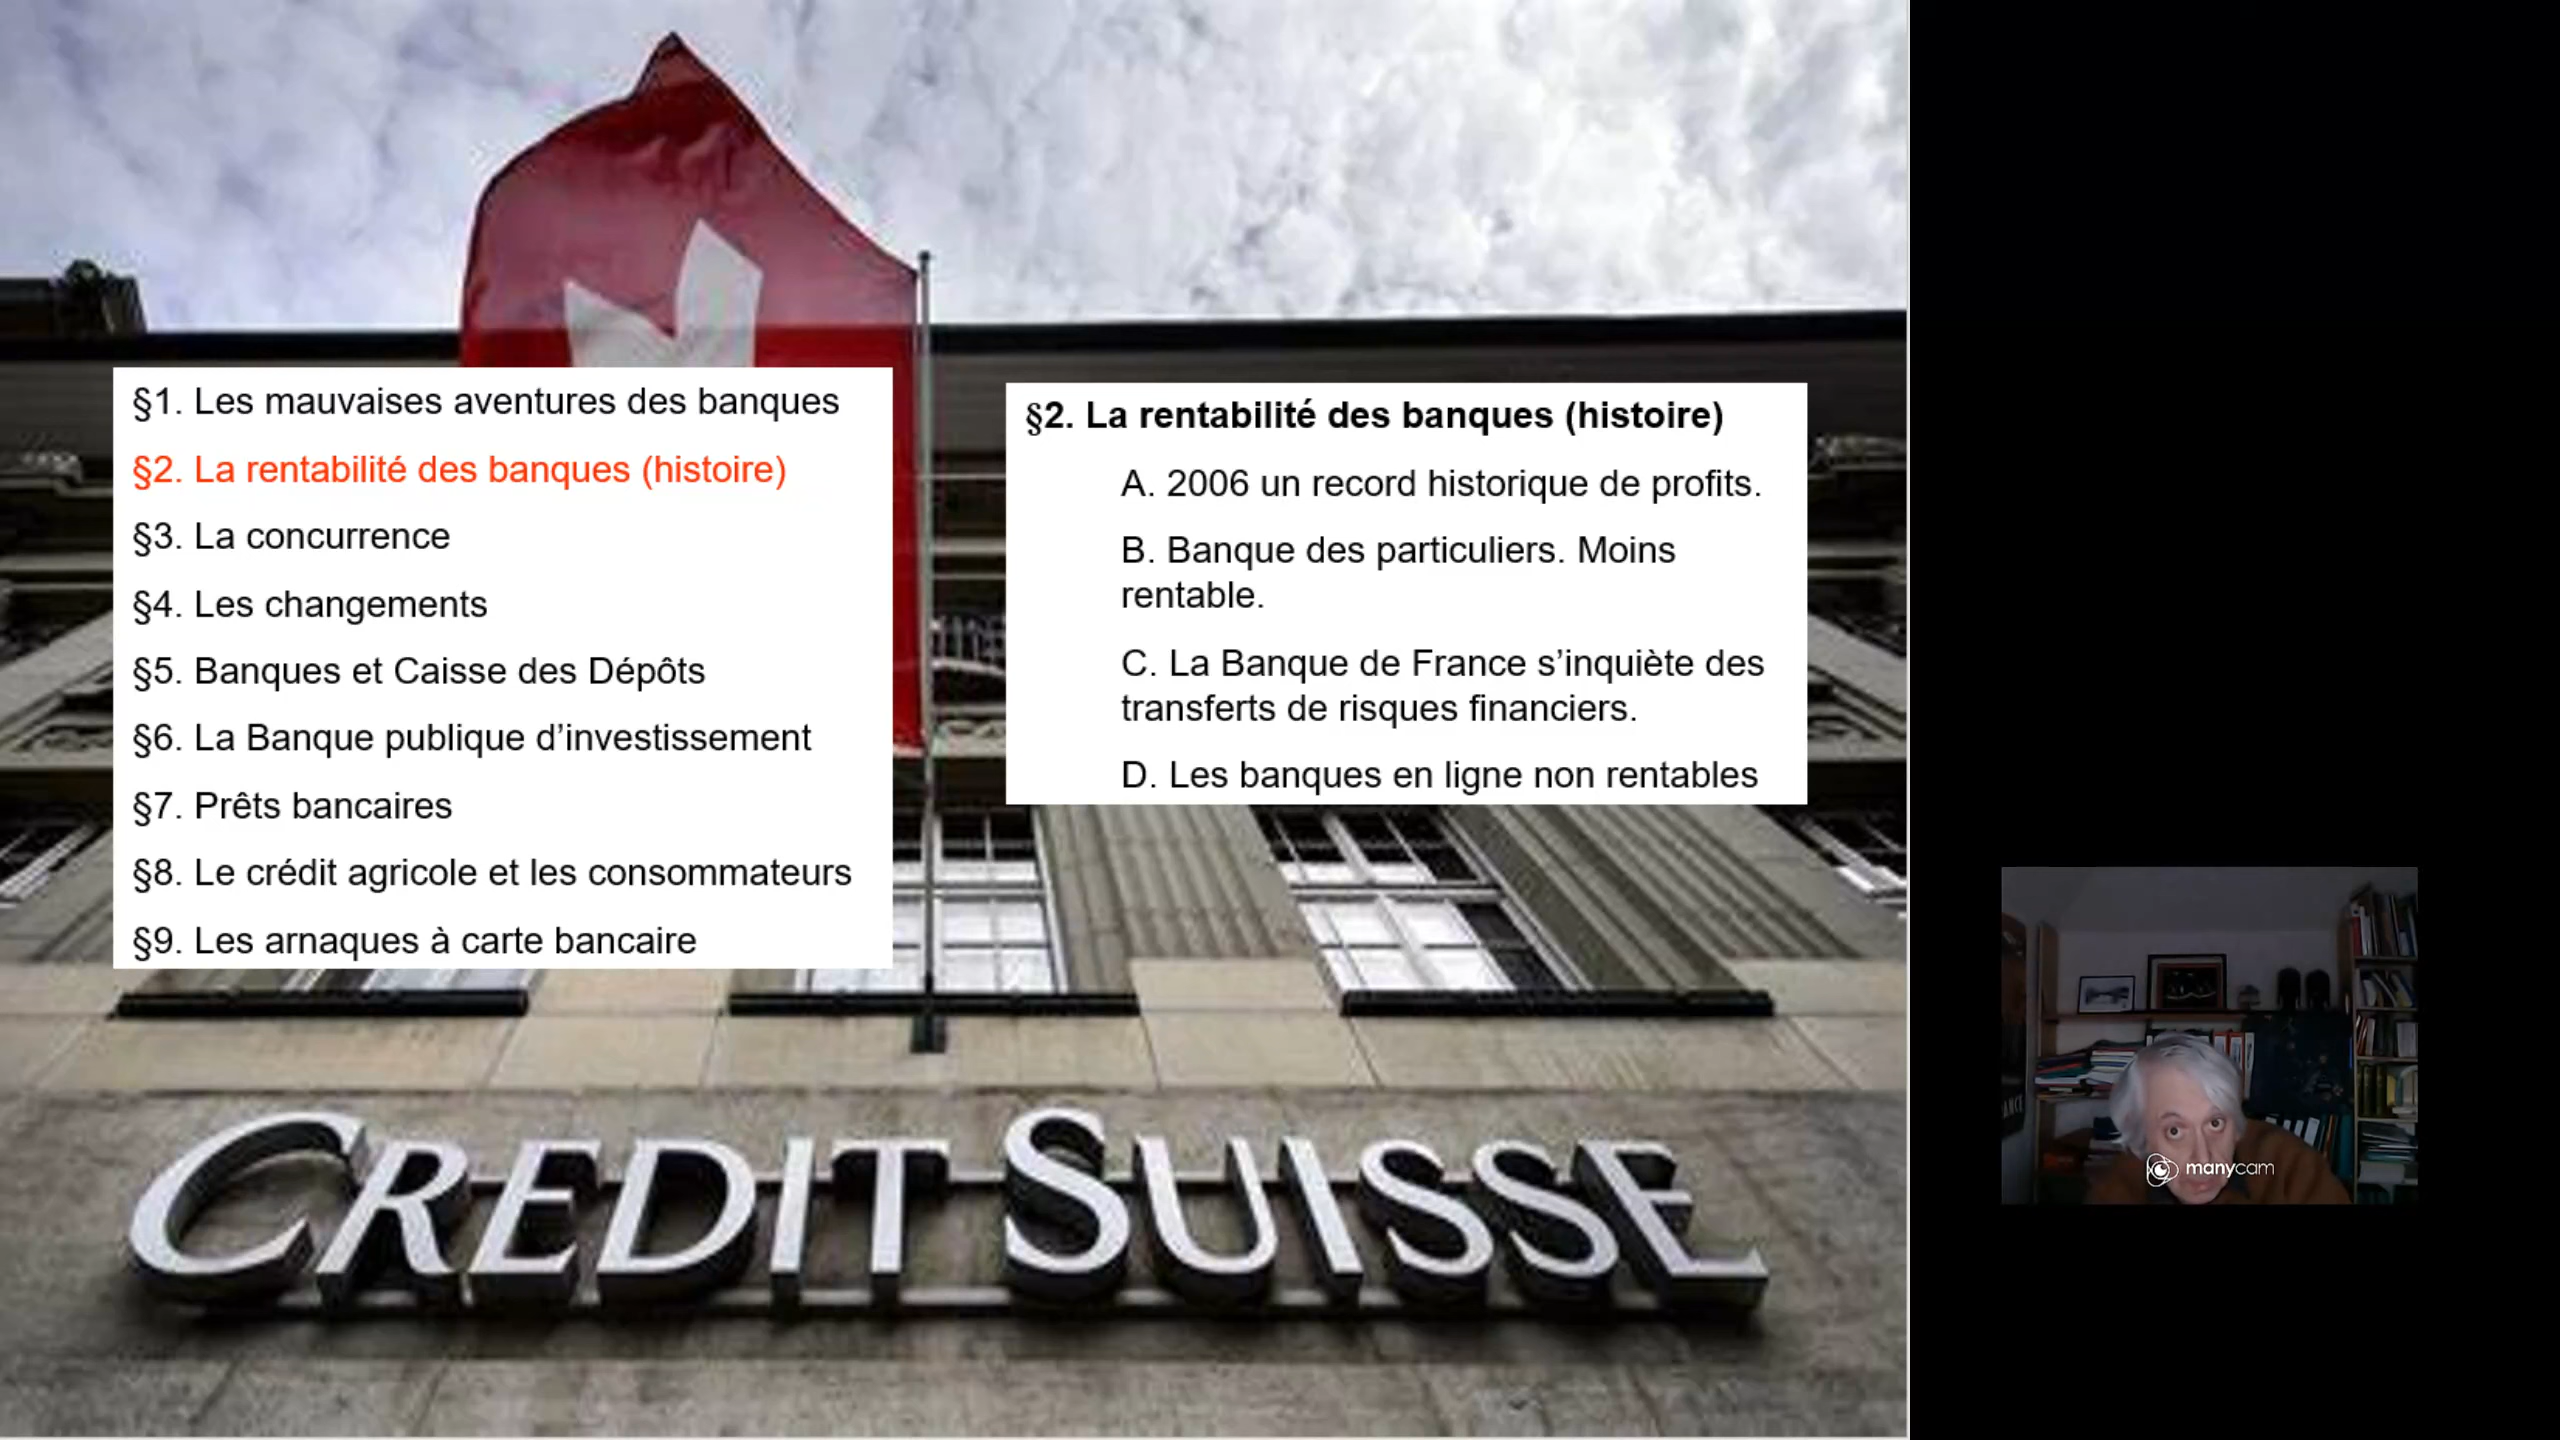 §1. Les mauvaises aventures des banques
§2. La rentabilité des banques (histoire)
§3. La concurrence
§4. Les changements
§5. Banques et Caisse des Dépôts
§6. La Banque publique d’investissement
§7. Prêts bancaires
§8. Le crédit agricole et les consommateurs
§9. Les arnaques à carte bancaire
§2. La rentabilité des banques (histoire)
A. 2006 un record historique de profits.
B. Banque des particuliers. Moins
rentable.
C. La Banque de France s’inquiète des
transferts de risques financiers.
D. Les banques en ligne non rentables
CREDIT SUISSE
manycam